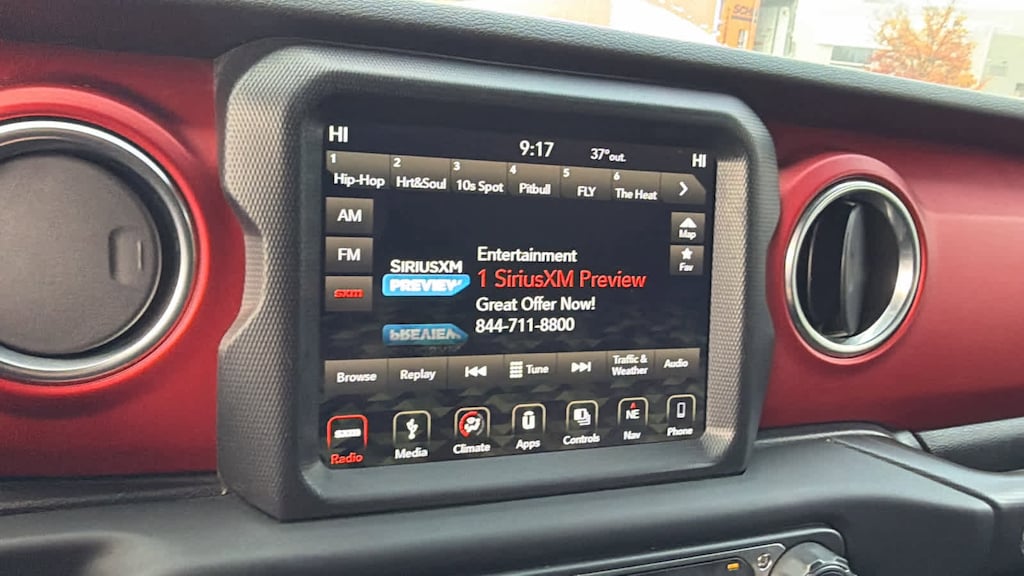 HI
9:17
37°out.
HI
1 Hip-Hop
2 Hrt&Soul
3 10s Spot
4 Pitbull
5 FLY
6 The Heat
AM
FM
sxm
SIRIUSXM
PREVIEW
Entertainment
1 SiriusXM Preview
Great Offer Now!
844-711-8800
Map
Fav
Browse
Replay
Tune
Traffic &
Weather
Audio
sxm
Radio
Media
Climate
Apps
Controls
NE
Nav
Phone